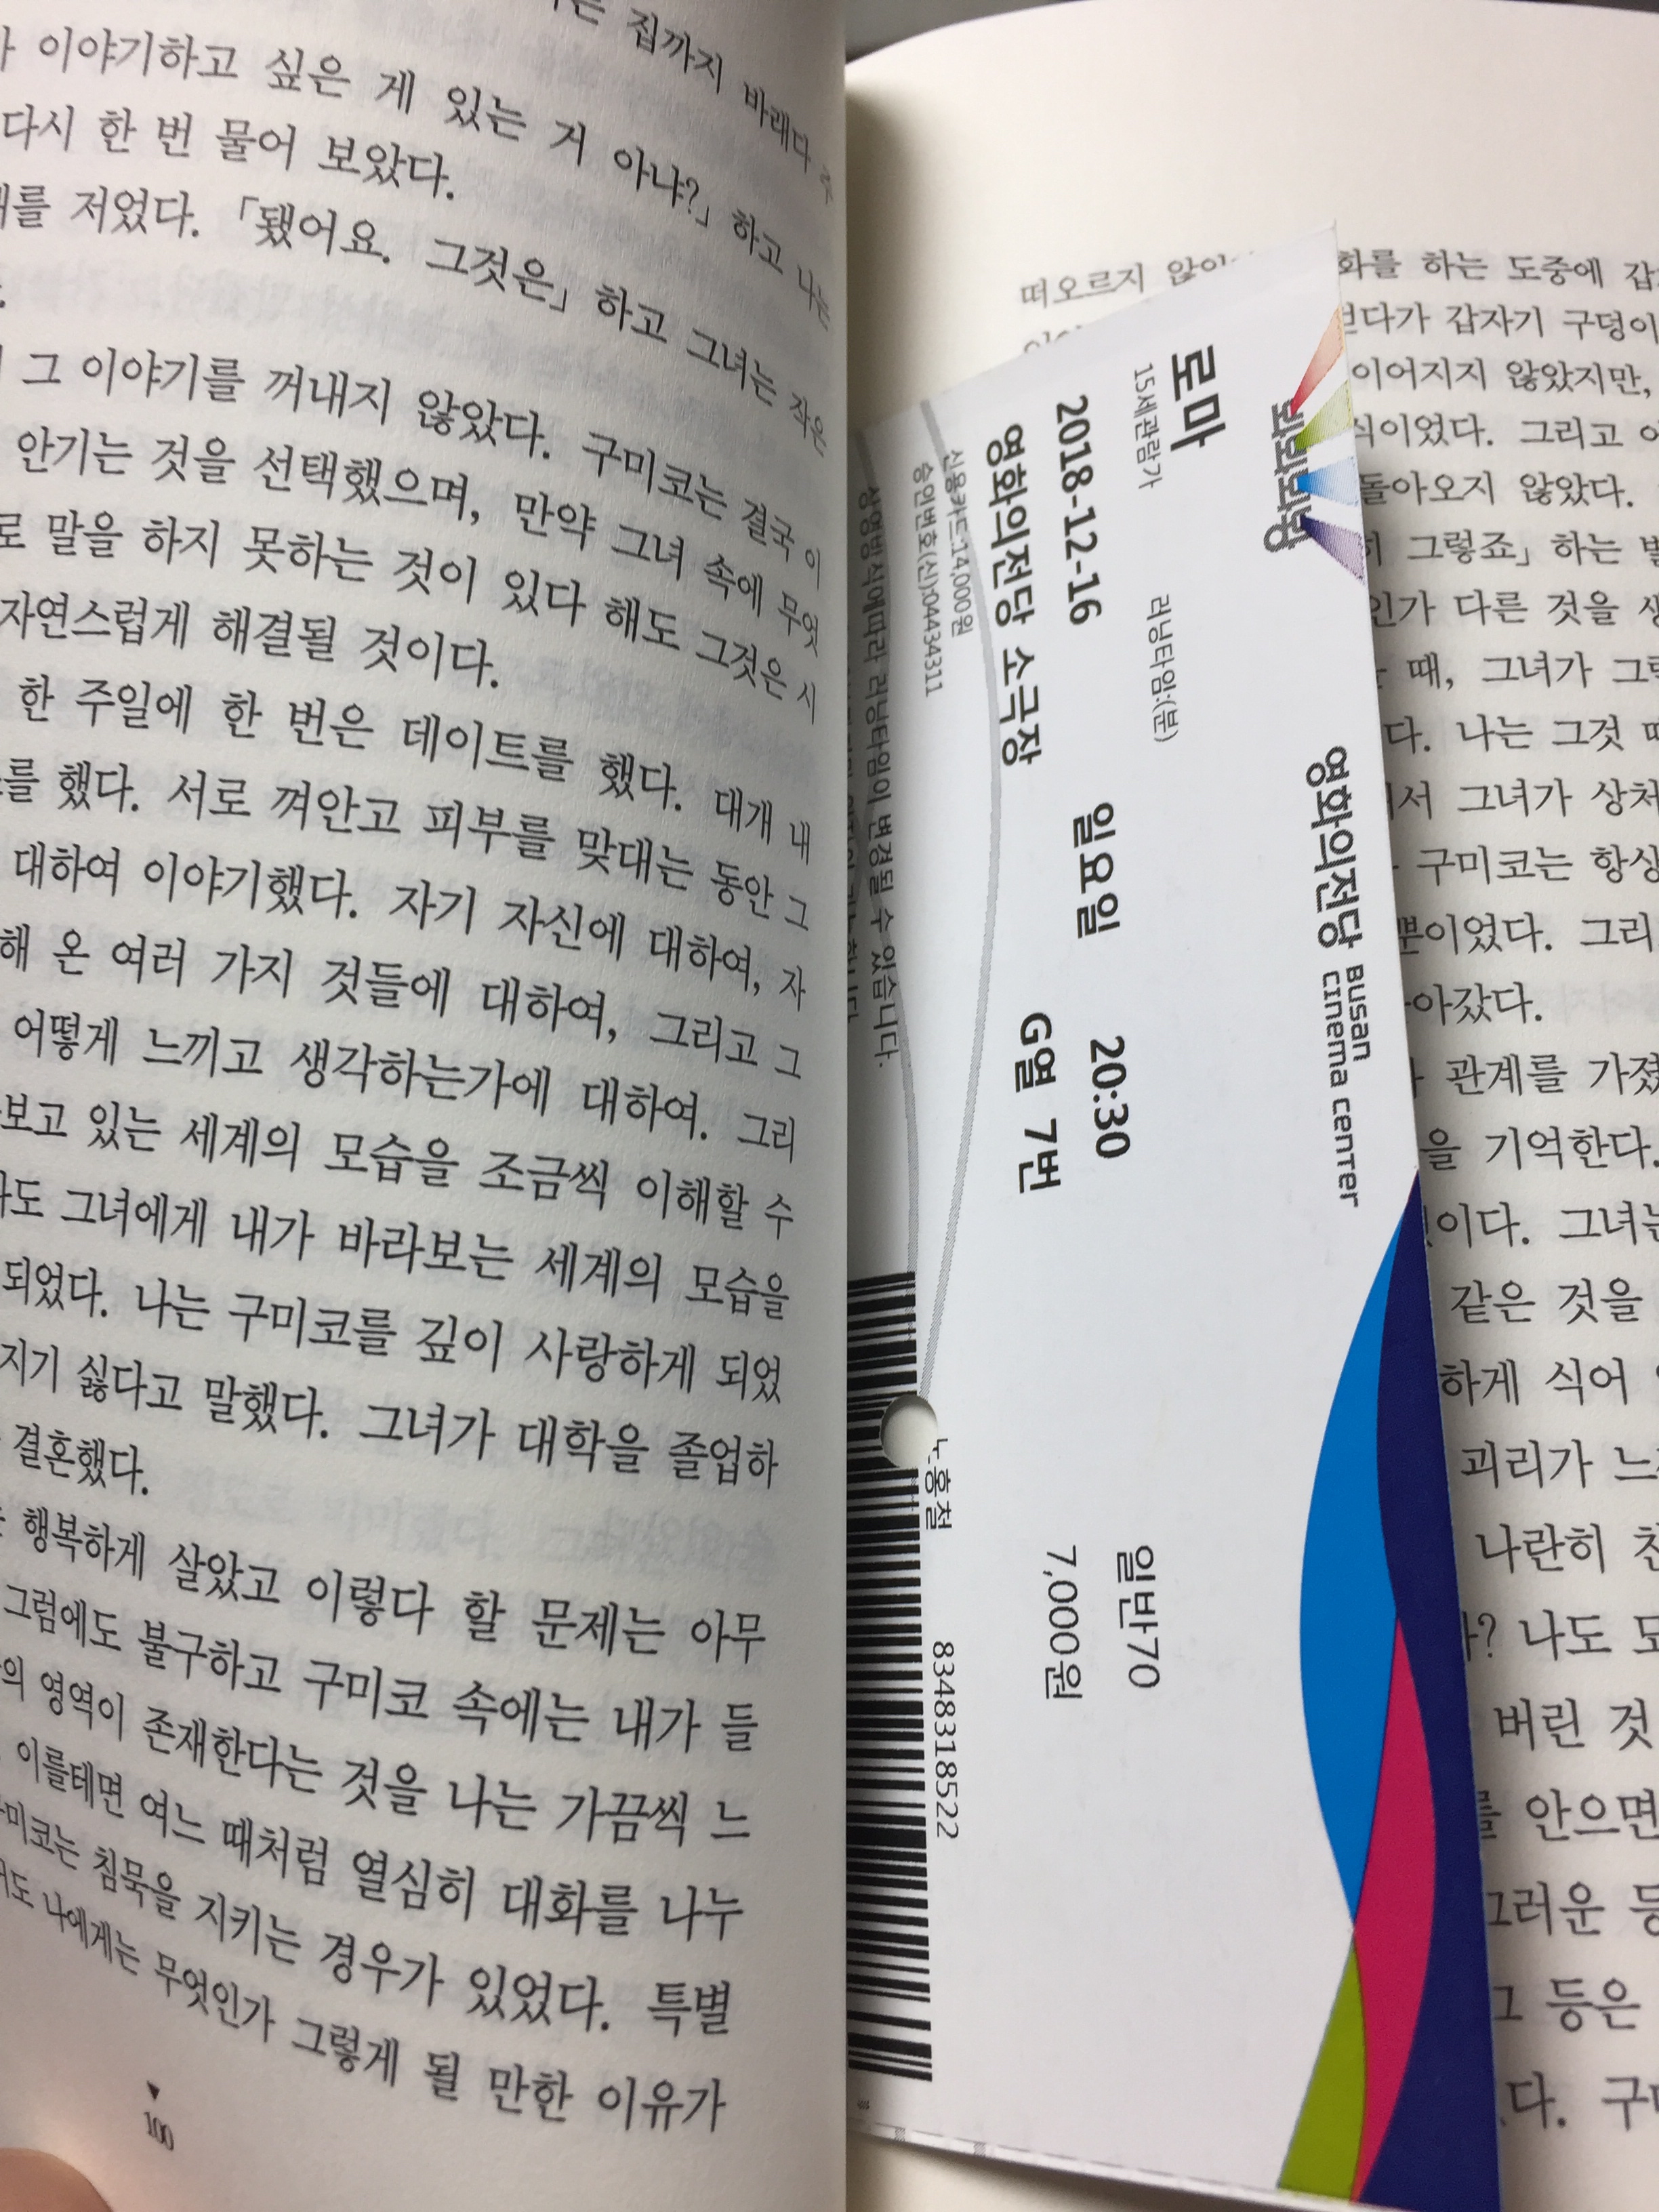 집까지 바래다
이야기하고 싶은 게 있는 거 아냐?」 하고 나는
다시 한 번 물어 보았다.
를 저었다. 「됐어요. 그것은」 하고 그녀는 작은
그 이야기를 꺼내지 않았다. 구미코는 결국 이
안기는 것을 선택했으며, 만약 그녀 속에 무엇
로 말을 하지 못하는 것이 있다 해도 그것은 시
자연스럽게 해결될 것이다.
한 주일에 한 번은 데이트를 했다. 대개 내
를 했다. 서로 껴안고 피부를 맞대는 동안 그
대하여 이야기했다. 자기 자신에 대하여, 자
해 온 여러 가지 것들에 대하여, 그리고 그
어떻게 느끼고 생각하는가에 대하여. 그리
보고 있는 세계의 모습을 조금씩 이해할 수
도 그녀에게 내가 바라보는 세계의 모습을
되었다. 나는 구미코를 깊이 사랑하게 되었
지기 싫다고 말했다. 그녀가 대학을 졸업하
결혼했다.
행복하게 살았고 이렇다 할 문제는 아무
그럼에도 불구하고 구미코 속에는 내가 들
의 영역이 존재한다는 것을 나는 가끔씩 느
이를테면 여느 때처럼 열심히 대화를 나누
미코는 침묵을 지키는 경우가 있었다. 특별
도 나에게는 무엇인가 그렇게 될 만한 이유가
100
영화의전당 BUSAN CINEMA CENTER
로마
15세관람가 러닝타임:(분)
2018-12-16 일요일 20:30 일반70
영화의전당 소극장 G열 7번 7,000원
신용카드:14,000원
승인번호(신):04434311
노홍철 8348318522
상영방식에따라 러닝타임이 변경될 수 있습니다.
떠오르지 화를 하는 도중에
보다가 갑자기 구덩이
이어지지 않았지만,
식이었다. 그리고
돌아오지 않았다.
그렇죠」 하는
인가 다른 것을
때, 그녀가
다. 나는 그것
서 그녀가 상처
구미코는 항상
뿐이었다. 그리
아갔다.
관계를 가졌
을 기억한다.
이다. 그녀는
같은 것을
하게 식어
괴리가
나란히
? 나도
버린 것
를 안으면
그러운
그 등은
다. 구